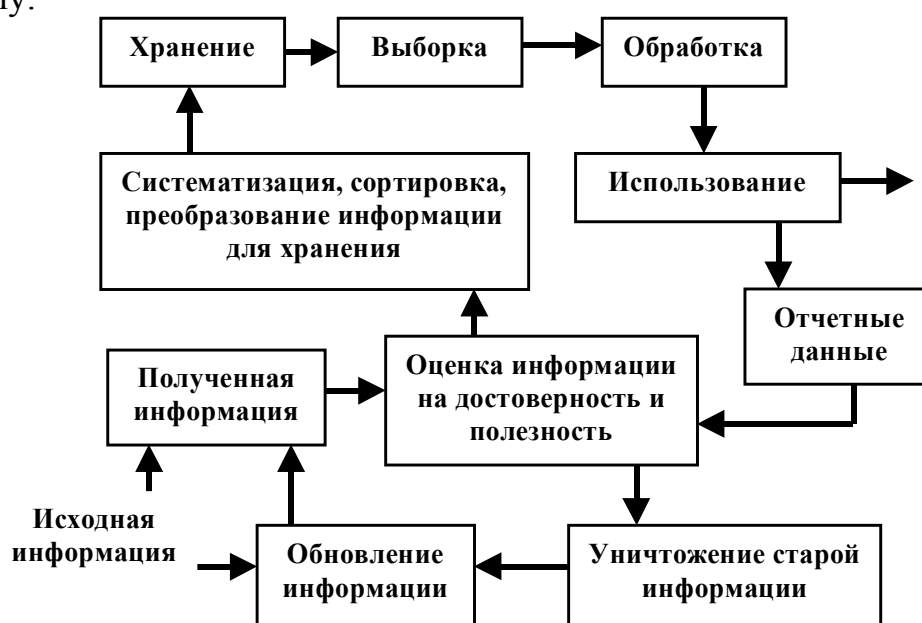 Хранение
Выборка
Обработка
Систематизация, сортировка,
преобразование информации
для хранения
Использование
Отчетные
данные
Полученная
информация
Оценка информации
на достоверность и
полезность
Исходная
информация
Обновление
информации
Уничтожение старой
информации